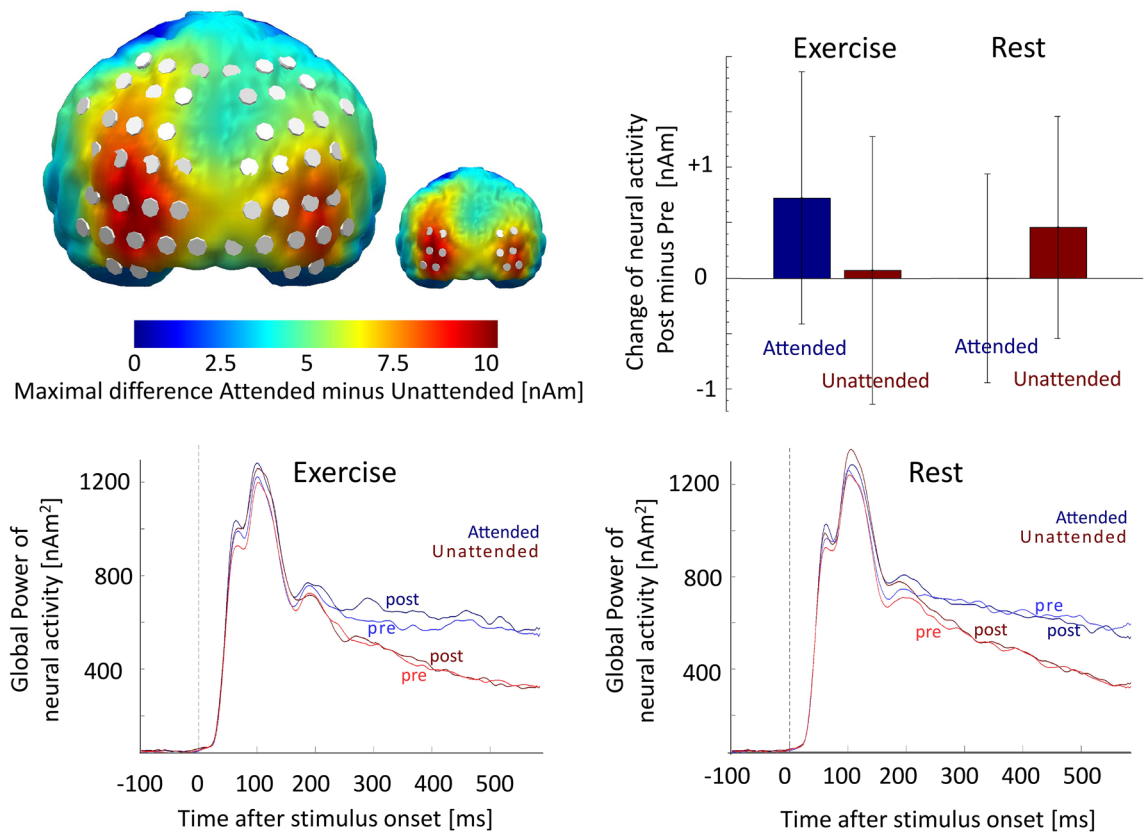 0 2.5 5 7.5 10
Maximal difference Attended minus Unattended [nAm]
Exercise Rest
Change of neural activity
Post minus Pre [nAm]
+1
0
-1
Attended
Unattended
Attended
Unattended
Exercise
Global Power of
neural activity [nAm²]
1200
800
400
Attended
Unattended
post
pre
post
pre
-100 0 100 200 300 400 500
Time after stimulus onset [ms]
Rest
Global Power of
neural activity [nAm²]
1200
800
400
Attended
Unattended
pre
post
post
pre
-100 0 100 200 300 400 500
Time after stimulus onset [ms]